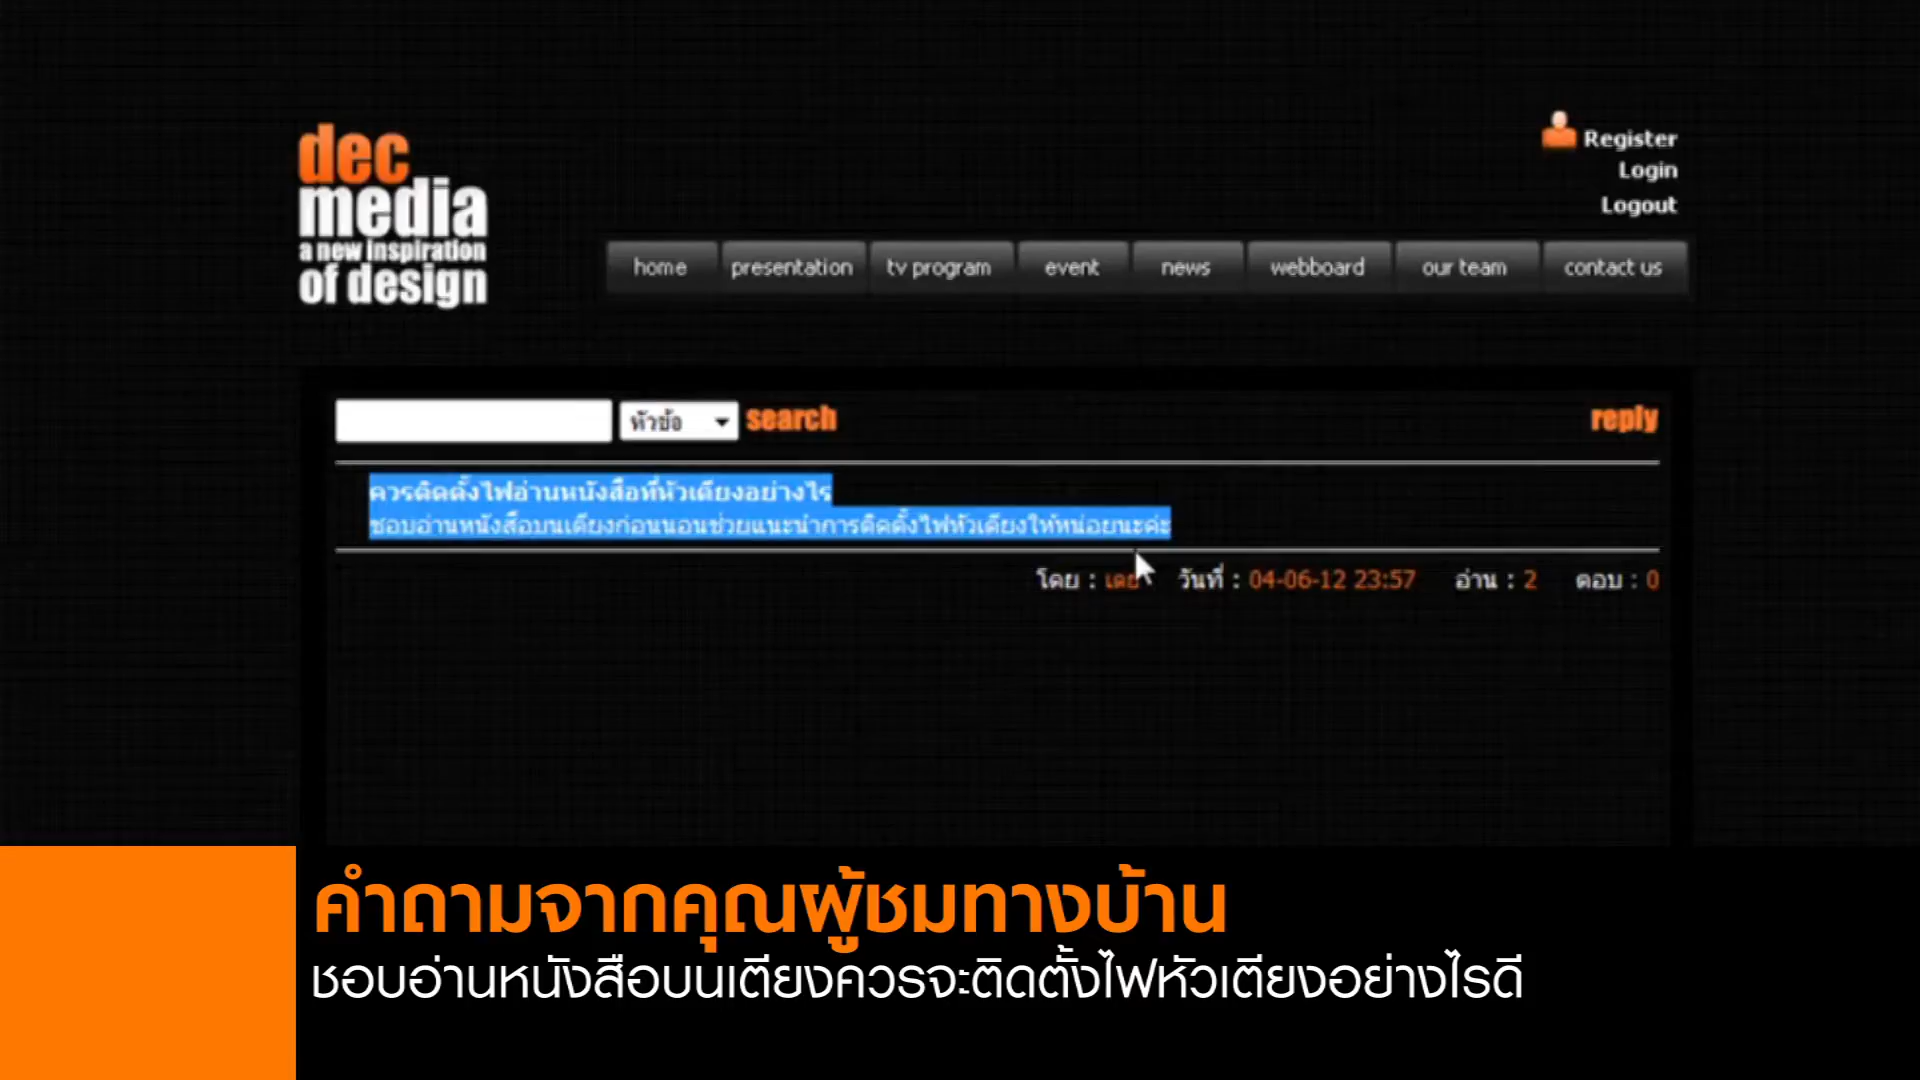 dec
media
a new inspiration
of design
Register
Login
Logout
home presentation tv program event news webboard our team contact us
หัวข้อ search reply
ควรติดตั้งไฟอ่านหนังสือที่หัวเตียงอย่างไร
ชอบอ่านหนังสือบนเตียงก่อนนอนช่วยแนะนำการติดตั้งไฟหัวเตียงให้หน่อยนะค่ะ
โดย : วันที่ : 04-06-12 23:57 อ่าน : 2 ตอบ : 0
คำถามจากคุณผู้ชมทางบ้าน
ชอบอ่านหนังสือบนเตียงควรจะติดตั้งไฟหัวเตียงอย่างไรดี